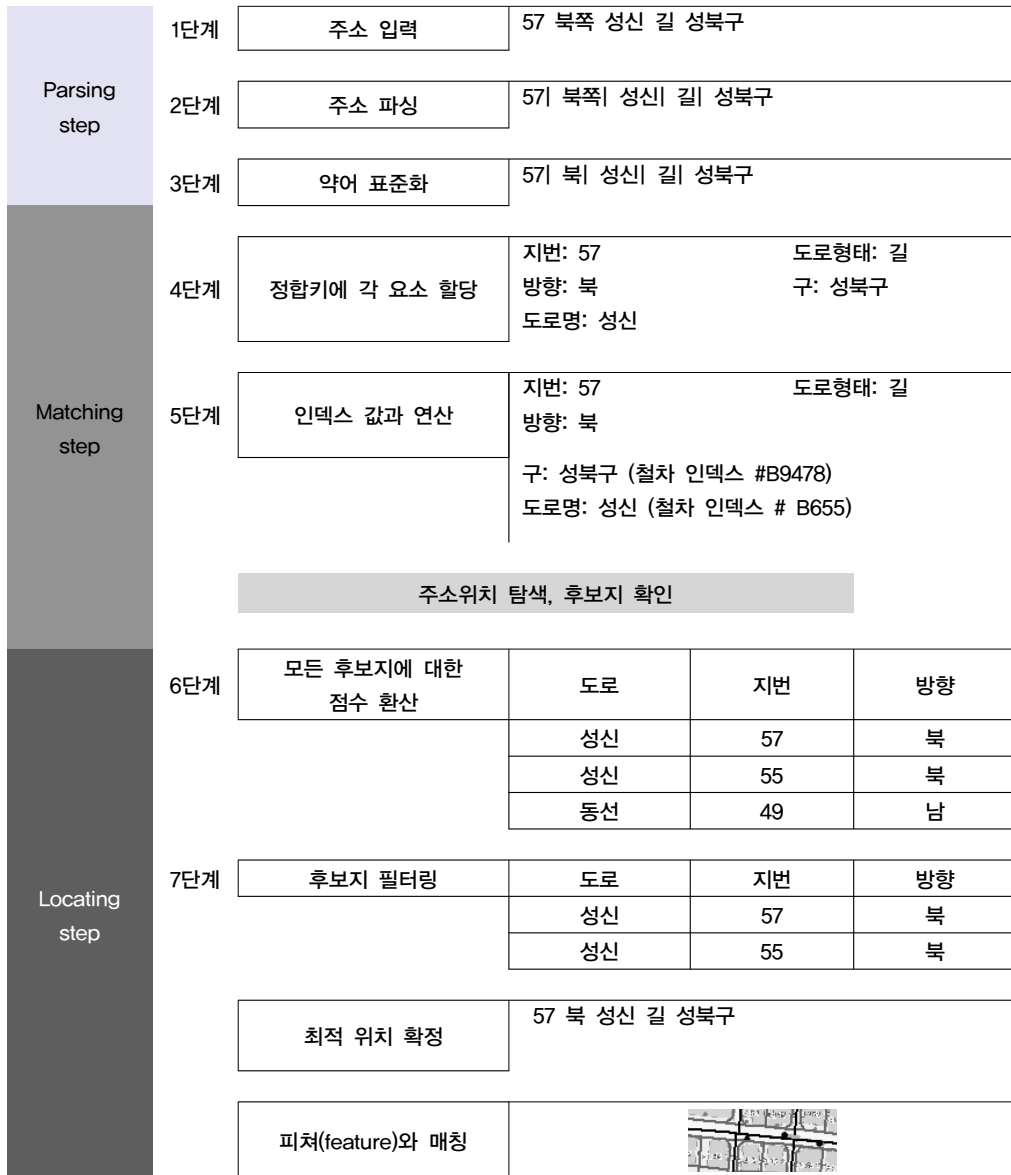 Parsing
step
1단계 주소 입력 57 북쪽 성신 길 성북구
2단계 주소 파싱 57| 북쪽| 성신| 길| 성북구
3단계 약어 표준화 57| 북| 성신| 길| 성북구
Matching
step
4단계 정합키에 각 요소 할당
지번: 57 도로형태: 길
방향: 북 구: 성북구
도로명: 성신
5단계 인덱스 값과 연산
지번: 57 도로형태: 길
방향: 북
구: 성북구 (철차 인덱스 #B9478)
도로명: 성신 (철차 인덱스 # B655)
주소위치 탐색, 후보지 확인
Locating
step
6단계 모든 후보지에 대한
점수 환산
도로 지번 방향
성신 57 북
성신 55 북
동선 49 남
7단계 후보지 필터링 도로 지번 방향
성신 57 북
성신 55 북
최적 위치 확정 57 북 성신 길 성북구
피쳐(feature)와 매칭